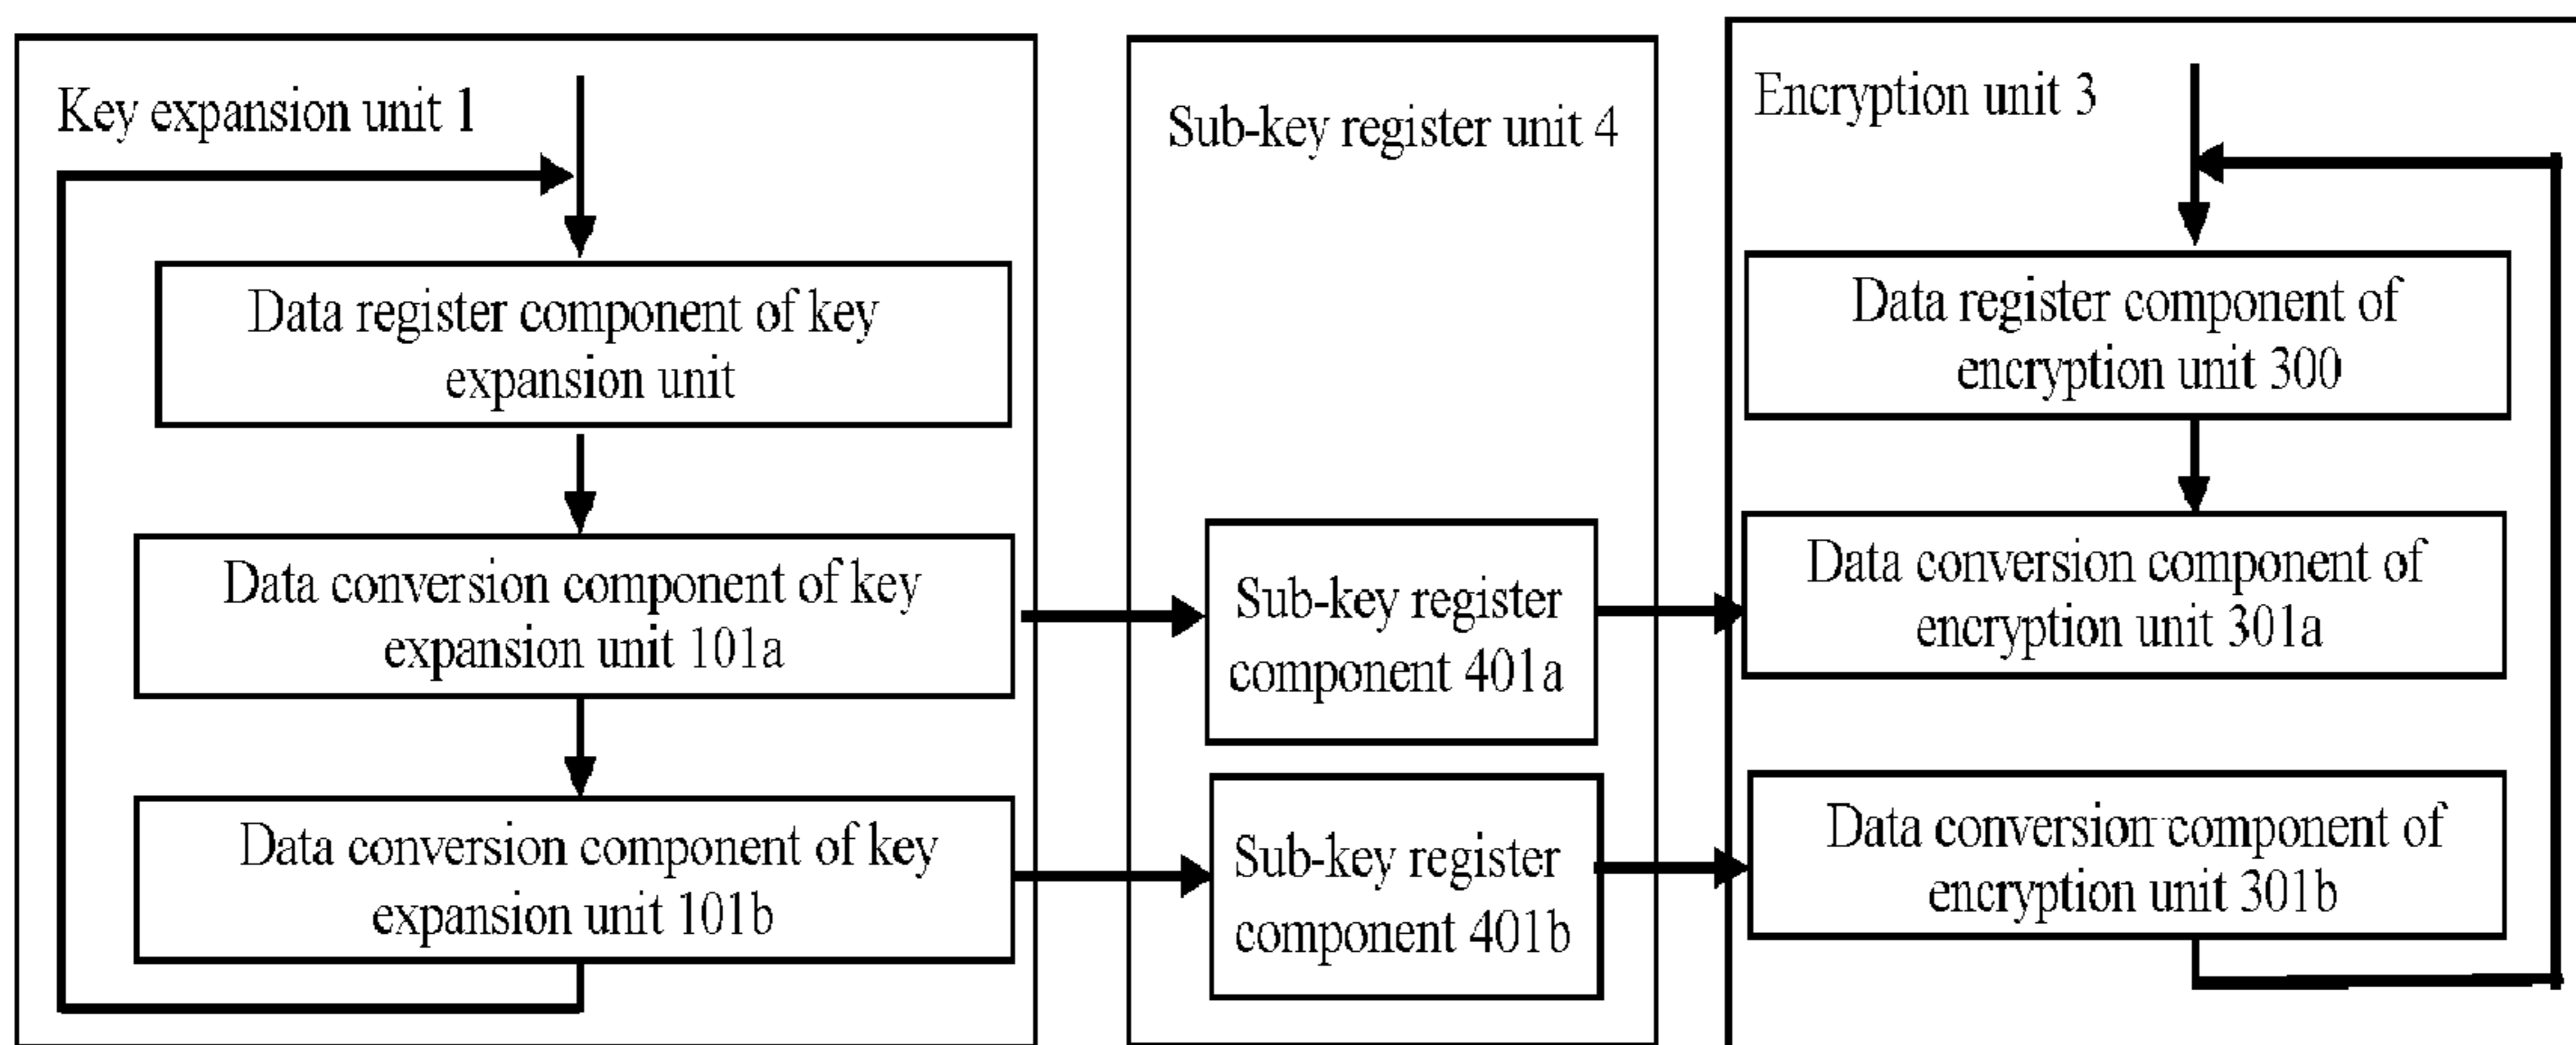 Key expansion unit 1
Data register component of key
expansion unit
Data conversion component of key
expansion unit 101a
Data conversion component of key
expansion unit 101b
Sub-key register unit 4
Sub-key register
component 401a
Sub-key register
component 401b
Encryption unit 3
Data register component of
encryption unit 300
Data conversion component of
encryption unit 301a
Data conversion component of
encryption unit 301b